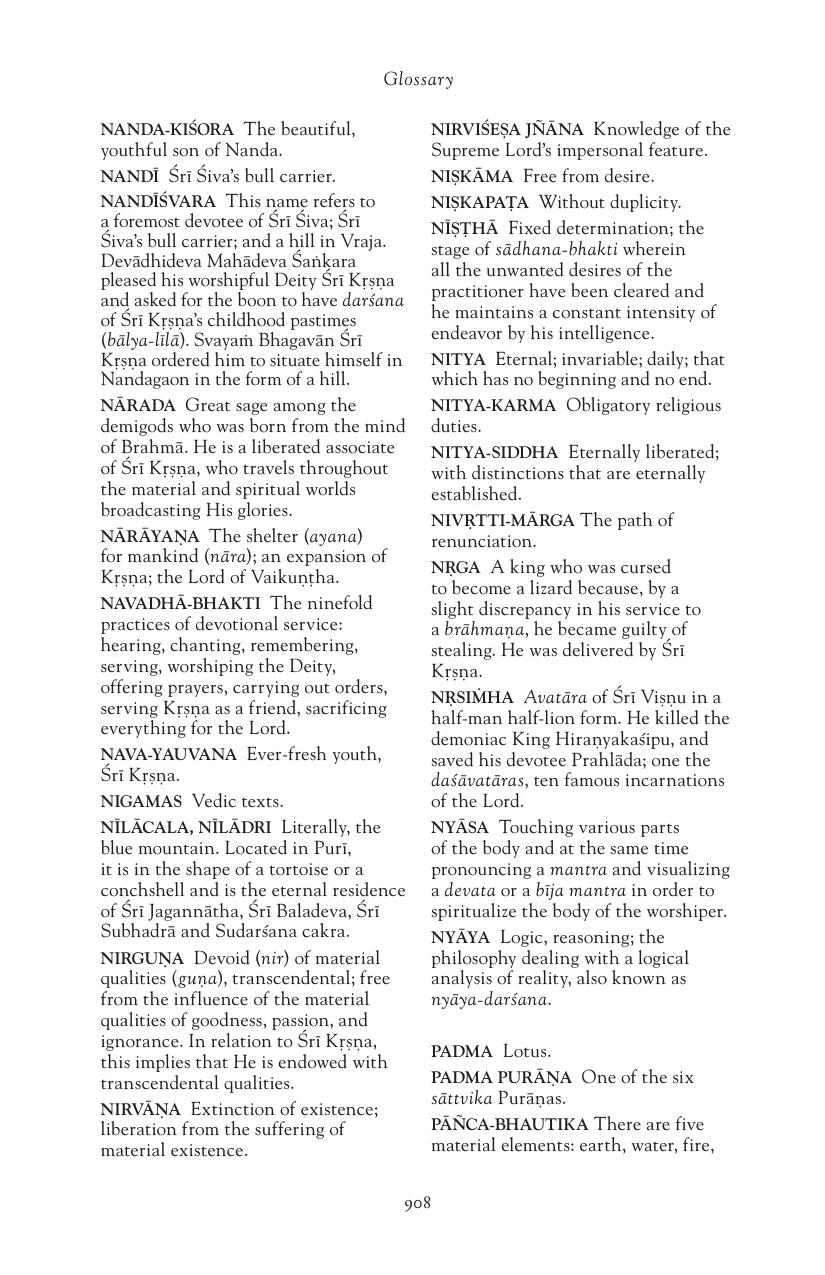 Glossary
NANDA-KIŚORA The beautiful,
youthful son of Nanda.
NANDĪ Śrī Śiva's bull carrier.
NANDĪŚVARA This name refers to
a foremost devotee of Śrī Śiva; Śrī
Śiva's bull carrier; and a hill in Vraja.
Devādhideva Mahādeva Śaṅkara
pleased his worshipful Deity Śrī Kṛṣṇa
and asked for the boon to have darśana
of Śrī Kṛṣṇa's childhood pastimes
(bālya-līlā). Svayaṁ Bhagavān Śrī
Kṛṣṇa ordered him to situate himself in
Nandagaon in the form of a hill.
NĀRADA Great sage among the
demigods who was born from the mind
of Brahmā. He is a liberated associate
of Śrī Kṛṣṇa, who travels throughout
the material and spiritual worlds
broadcasting His glories.
NĀRĀYAṆA The shelter (ayana)
for mankind (nāra); an expansion of
Kṛṣṇa; the Lord of Vaikuṇṭha.
NAVADHĀ-BHAKTI The ninefold
practices of devotional service:
hearing, chanting, remembering,
serving, worshiping the Deity,
offering prayers, carrying out orders,
serving Kṛṣṇa as a friend, sacrificing
everything for the Lord.
NAVA-YAUVANA Ever-fresh youth,
Śrī Kṛṣṇa.
NIGAMAS Vedic texts.
NĪLĀCALA, NĪLĀDRI Literally, the
blue mountain. Located in Purī,
it is in the shape of a tortoise or a
conchshell and is the eternal residence
of Śrī Jagannātha, Śrī Baladeva, Śrī
Subhadrā and Sudarśana cakra.
NIRGUṆA Devoid (nir) of material
qualities (guṇa), transcendental; free
from the influence of the material
qualities of goodness, passion, and
ignorance. In relation to Śrī Kṛṣṇa,
this implies that He is endowed with
transcendental qualities.
NIRVĀṆA Extinction of existence;
liberation from the suffering of
material existence.
NIRVIŚEṢA JÑĀNA Knowledge of the
Supreme Lord's impersonal feature.
NIṢKĀMA Free from desire.
NIṢKAPAṬA Without duplicity.
NĪṢṬHĀ Fixed determination; the
stage of sādhana-bhakti wherein
all the unwanted desires of the
practitioner have been cleared and
he maintains a constant intensity of
endeavor by his intelligence.
NITYA Eternal; invariable; daily; that
which has no beginning and no end.
NITYA-KARMA Obligatory religious
duties.
NITYA-SIDDHA Eternally liberated;
with distinctions that are eternally
established.
NIVṚTTI-MĀRGA The path of
renunciation.
NṚGA A king who was cursed
to become a lizard because, by a
slight discrepancy in his service to
a brāhmaṇa, he became guilty of
stealing. He was delivered by Śrī
Kṛṣṇa.
NṚSIṀHA Avatāra of Śrī Viṣṇu in a
half-man half-lion form. He killed the
demoniac King Hiraṇyakaśipu, and
saved his devotee Prahlāda; one the
daśāvatāras, ten famous incarnations
of the Lord.
NYĀSA Touching various parts
of the body and at the same time
pronouncing a mantra and visualizing
a devata or a bīja mantra in order to
spiritualize the body of the worshiper.
NYĀYA Logic, reasoning; the
philosophy dealing with a logical
analysis of reality, also known as
nyāya-darśana.
PADMA Lotus.
PADMA PURĀṆA One of the six
sāttvika Purāṇas.
PĀÑCA-BHAUTIKA There are five
material elements: earth, water, fire,
908